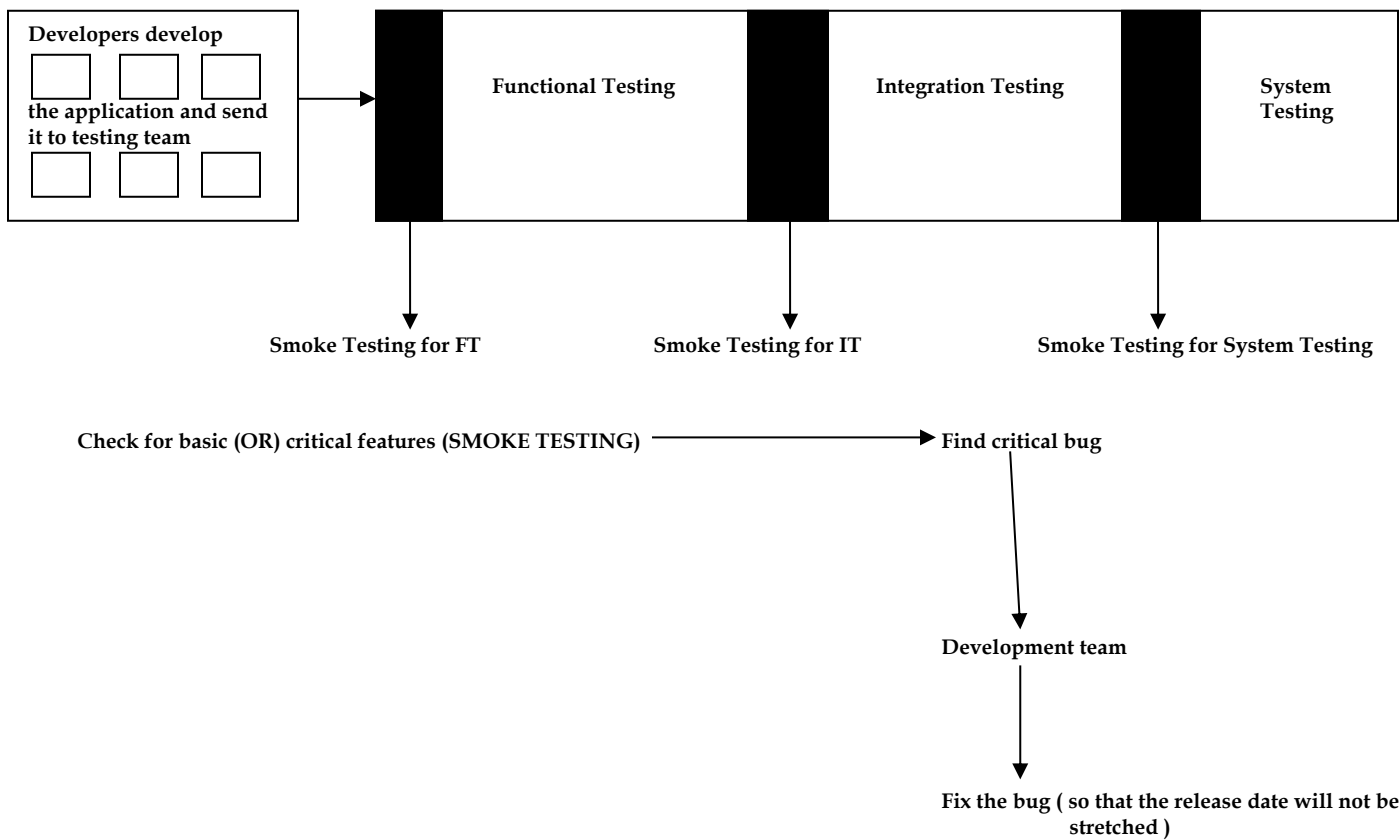 Developers develop
the application and send
it to testing team
Functional Testing
Integration Testing
System
Testing
Smoke Testing for FT
Smoke Testing for IT
Smoke Testing for System Testing
Check for basic (OR) critical features (SMOKE TESTING)
Find critical bug
Development team
Fix the bug ( so that the release date will not be
stretched )